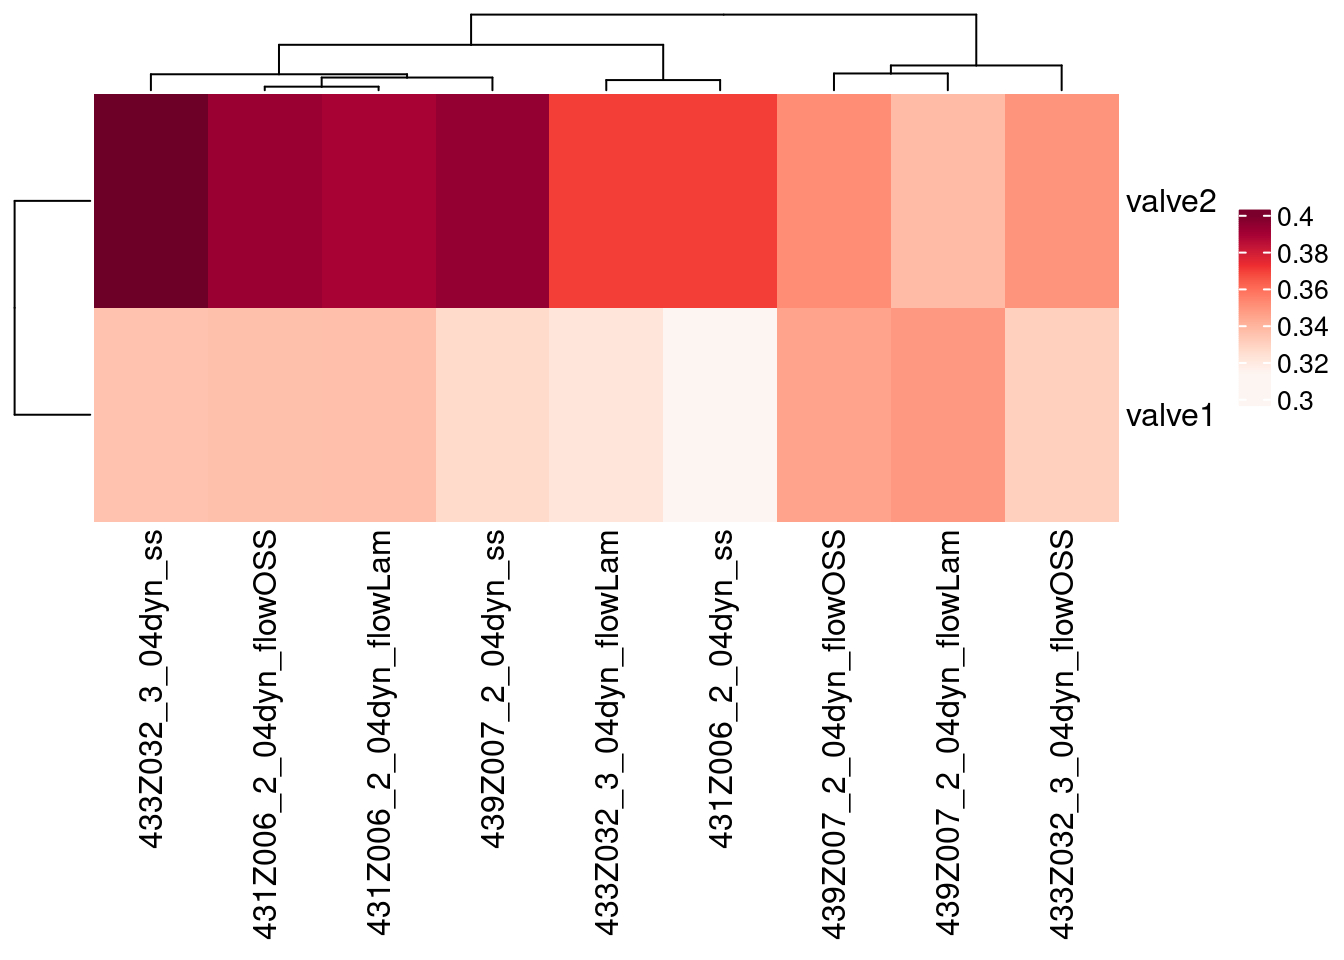 valve2
valve1
0.4
0.38
0.36
0.34
0.32
0.3
433Z032_3_04dyn_ss
431Z006_2_04dyn_flowOSS
431Z006_2_04dyn_flowLam
439Z007_2_04dyn_ss
433Z032_3_04dyn_flowLam
431Z006_2_04dyn_ss
439Z007_2_04dyn_flowOSS
439Z007_2_04dyn_flowLam
433Z032_3_04dyn_flowOSS